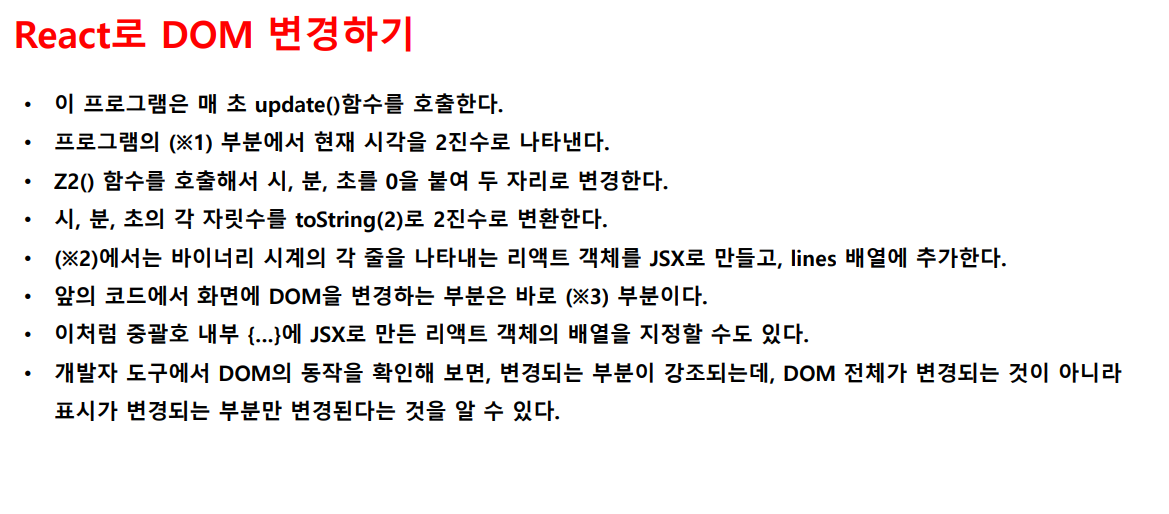 React로 DOM 변경하기
• 이 프로그램은 매 초 update()함수를 호출한다.
• 프로그램의 (※1) 부분에서 현재 시각을 2진수로 나타낸다.
• Z2() 함수를 호출해서 시, 분, 초를 0을 붙여 두 자리로 변경한다.
• 시, 분, 초의 각 자릿수를 toString(2)로 2진수로 변환한다.
• (※2)에서는 바이너리 시계의 각 줄을 나타내는 리액트 객체를 JSX로 만들고, lines 배열에 추가한다.
• 앞의 코드에서 화면에 DOM을 변경하는 부분은 바로 (※3) 부분이다.
• 이처럼 중괄호 내부 {...}에 JSX로 만든 리액트 객체의 배열을 지정할 수도 있다.
• 개발자 도구에서 DOM의 동작을 확인해 보면, 변경되는 부분이 강조되는데, DOM 전체가 변경되는 것이 아니라
표시가 변경되는 부분만 변경된다는 것을 알 수 있다.